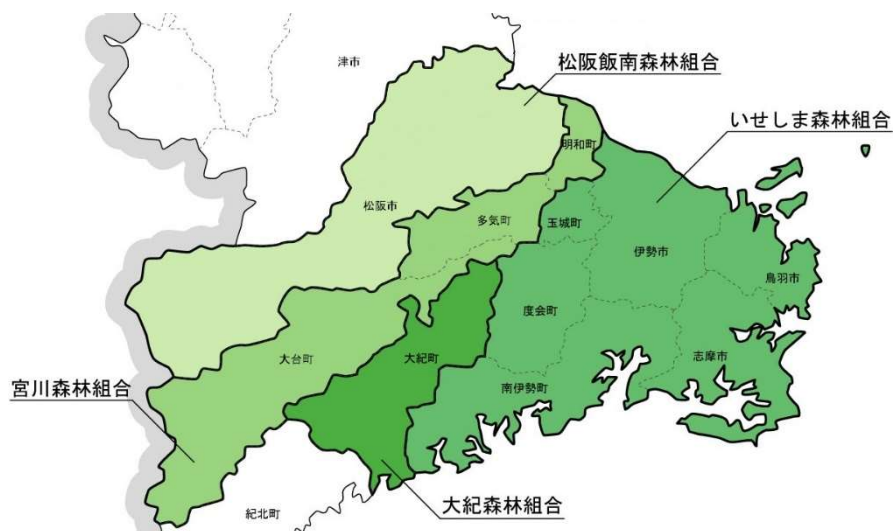 津市
松阪飯南森林組合
いせしま森林組合
明和町
松阪市
多気町
玉城町
伊勢市
鳥羽市
度会町
大台町
大紀町
志摩市
宮川森林組合
南伊勢町
大紀森林組合
紀北町